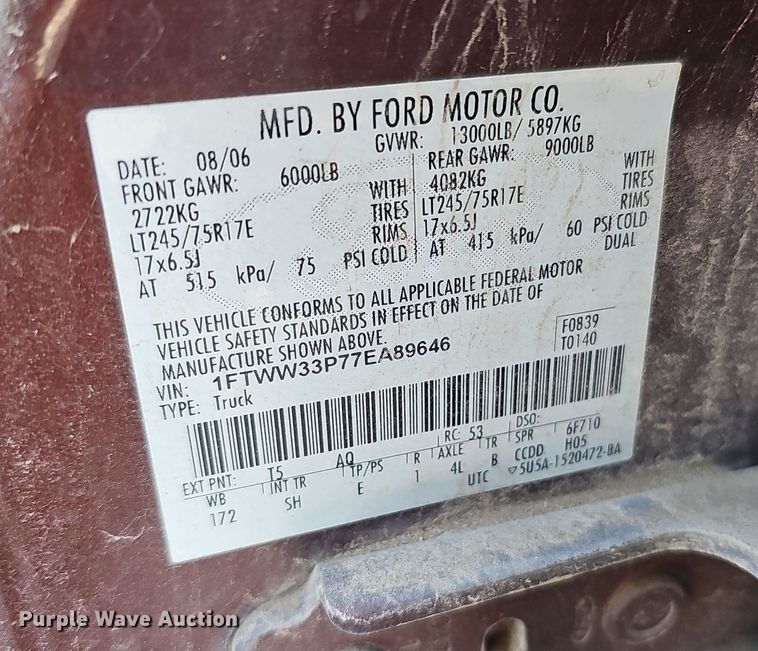 MFD. BY FORD MOTOR CO.
DATE: 08/06 GVWR: 13000LB/ 5897KG
FRONT GAWR: 6000LB REAR GAWR: 9000LB
2722KG WITH 4082KG WITH
LT245/75R17E TIRES LT245/75R17E TIRES
17x6.5J RIMS 17x6.5J RIMS
AT 515 kPa/ 75 PSI COLD AT 415 kPa/ 60 PSI COLD
DUAL
THIS VEHICLE CONFORMS TO ALL APPLICABLE FEDERAL MOTOR
VEHICLE SAFETY STANDARDS IN EFFECT ON THE DATE OF
MANUFACTURE SHOWN ABOVE.
F0839
T0140
VIN: 1FTWW33P77EA89646
TYPE: Truck
EXT PNT: T5 AQ RC: 53 DSO: 6F710
WB INT TR TP/PS R AXLE TR SPR H05
172 SH E 1 4L B CCDD
UTC ▽5U5A-1520472-BA
Purple Wave Auction